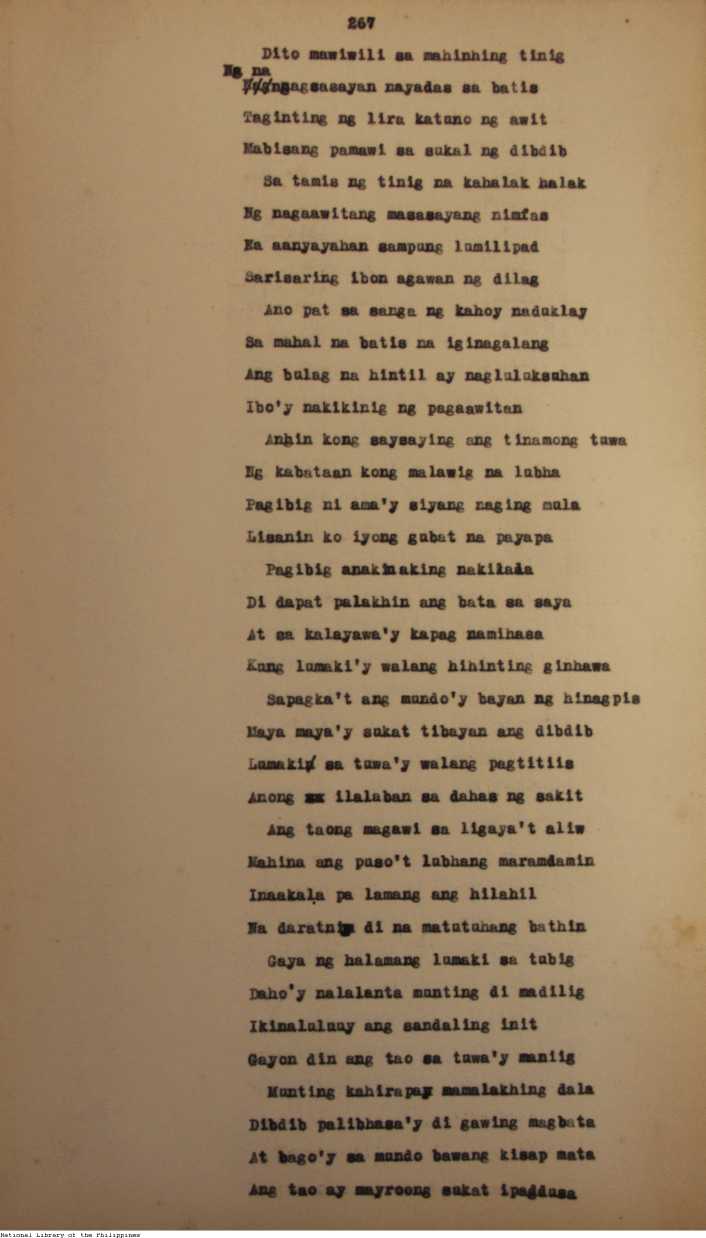 267
Dito mawiwili sa mahinhing tinig
Ng na
nagsasayan nayadas sa batis
Taginting ng lira katuno ng awit
Mabisang pamawi sa sukal ng dibdib
Sa tamis ng tinig na kahalak halak
Ng nagaawitang masasayang nimfas
Na aanyayahan sampung lumilipad
Sarisaring ibon agawan ng dilag
Ano pat sa sanga ng kahoy naduklay
Sa mahal na batis na iginagalang
Ang bulag na hintil ay nagluluksuhan
Ibo'y nakikinig ng pagaawitan
Anhin kong saysaying ang tinamong tuwa
Ng kabataan kong malawig na lubha
Pagibig ni ama'y siyang naging mula
Lisanin ko iyong gubat na payapa
Pagibig anakinaking nakilala
Di dapat palakhin ang bata sa saya
At sa kalayawa'y kapag namihasa
Kung lumaki'y walang hihinting ginhawa
Sapagka't ang mundo'y bayan ng hinagpis
Maya maya'y sukat tibayan ang dibdib
Lumaki sa tuwa'y walang pagtitiis
Anong ilalaban sa dahas ng sakit
Ang taong magawi sa ligaya't aliw
Mahina ang puso't lubhang maramdamin
Inaakala pa lamang ang hilahil
Na daratnin di na matutuhang bathin
Gaya ng halamang lumaki sa tubig
Daho'y nalalanta munting di madilig
Ikinaluluuy ang sandaling init
Gayon din ang tao sa tuwa'y maniig
Munting kahirapay mamalakhing dala
Dibdib palibhasa'y di gawing magbata
At bago'y sa mundo bawang kisap mata
Ang tao ay mayroong sukat ipagdusa
National Library of the Philippines